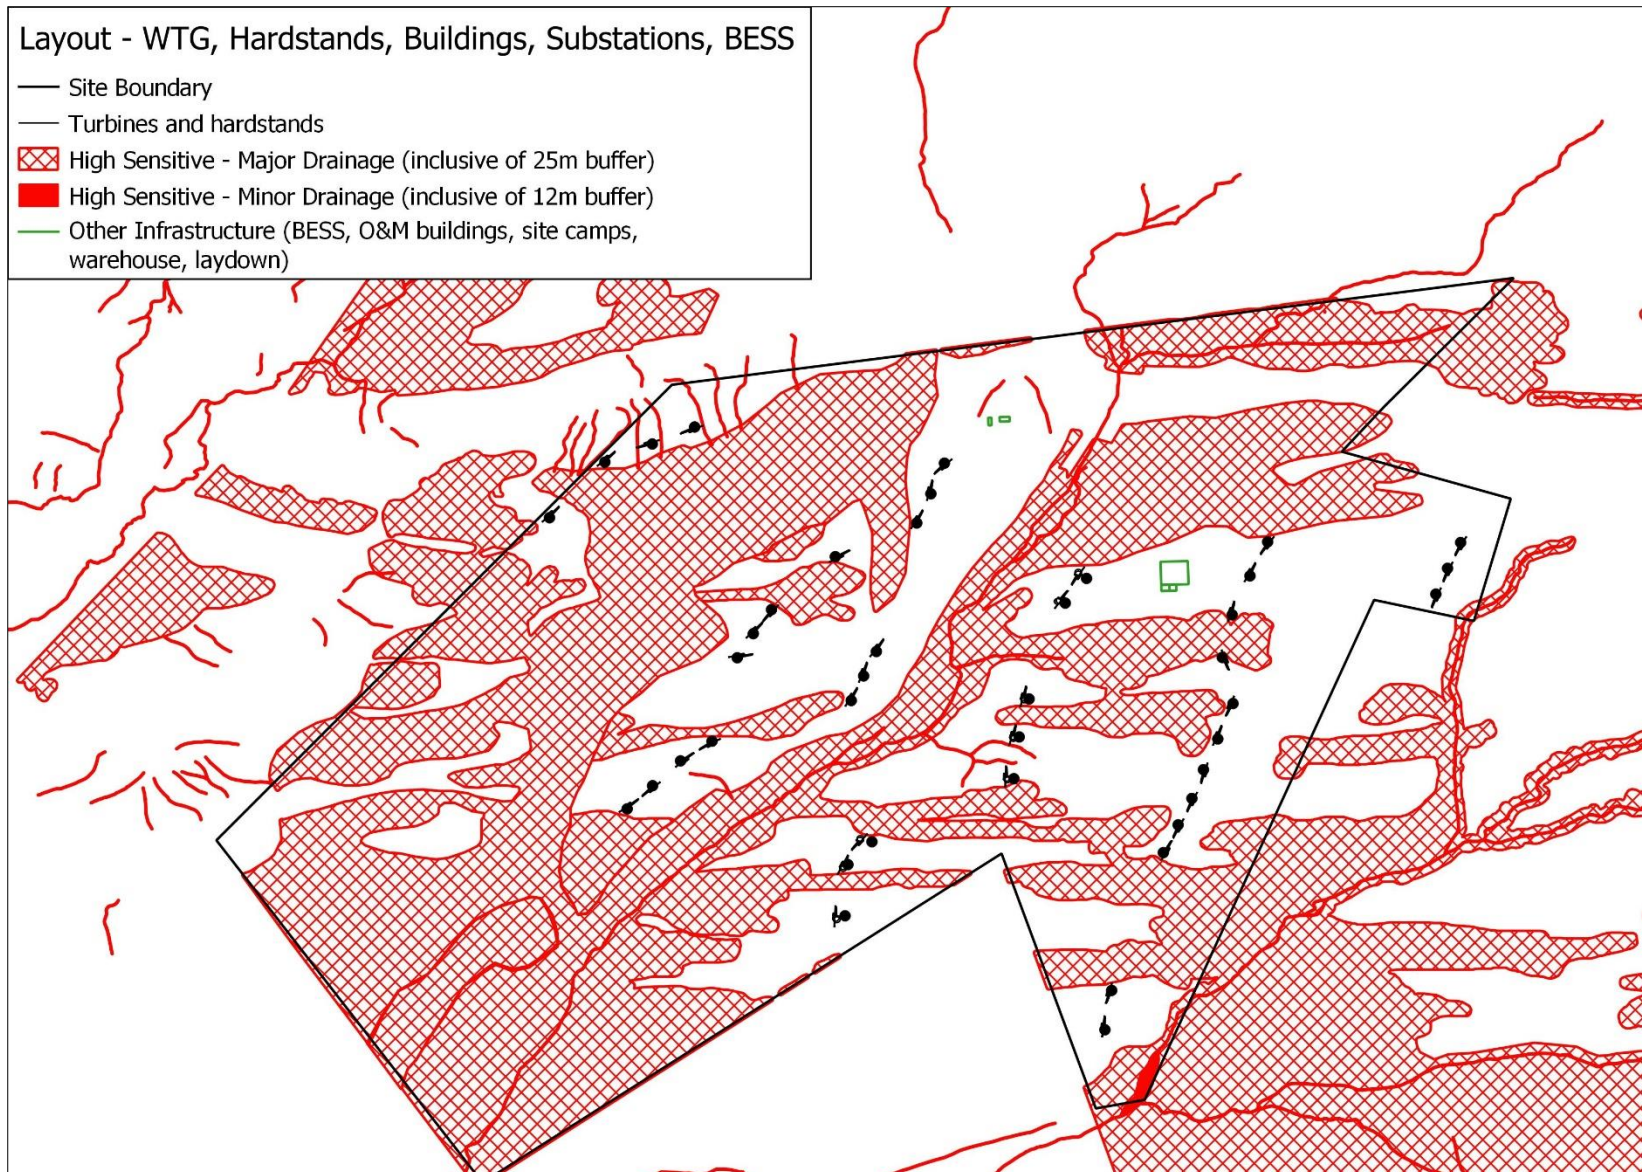 Layout - WTG, Hardstands, Buildings, Substations, BESS
Site Boundary
Turbines and hardstands
High Sensitive - Major Drainage (inclusive of 25m buffer)
High Sensitive - Minor Drainage (inclusive of 12m buffer)
Other Infrastructure (BESS, O&M buildings, site camps,
warehouse, laydown)